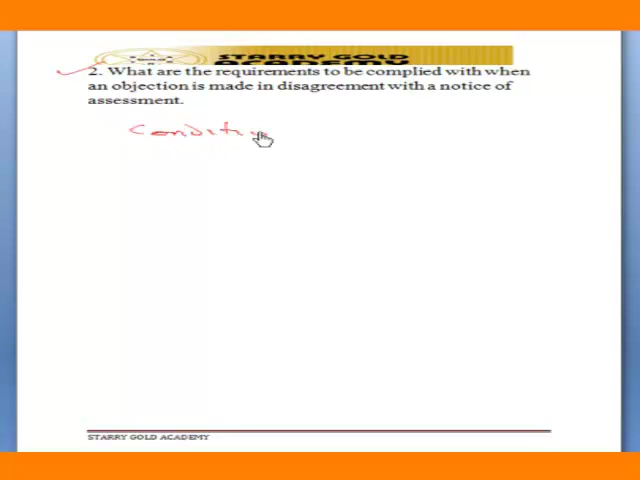 STARRY GOLD
ACADEMY
2. What are the requirements to be complied with when
an objection is made in disagreement with a notice of
assessment.
Conditi
STARRY GOLD ACADEMY